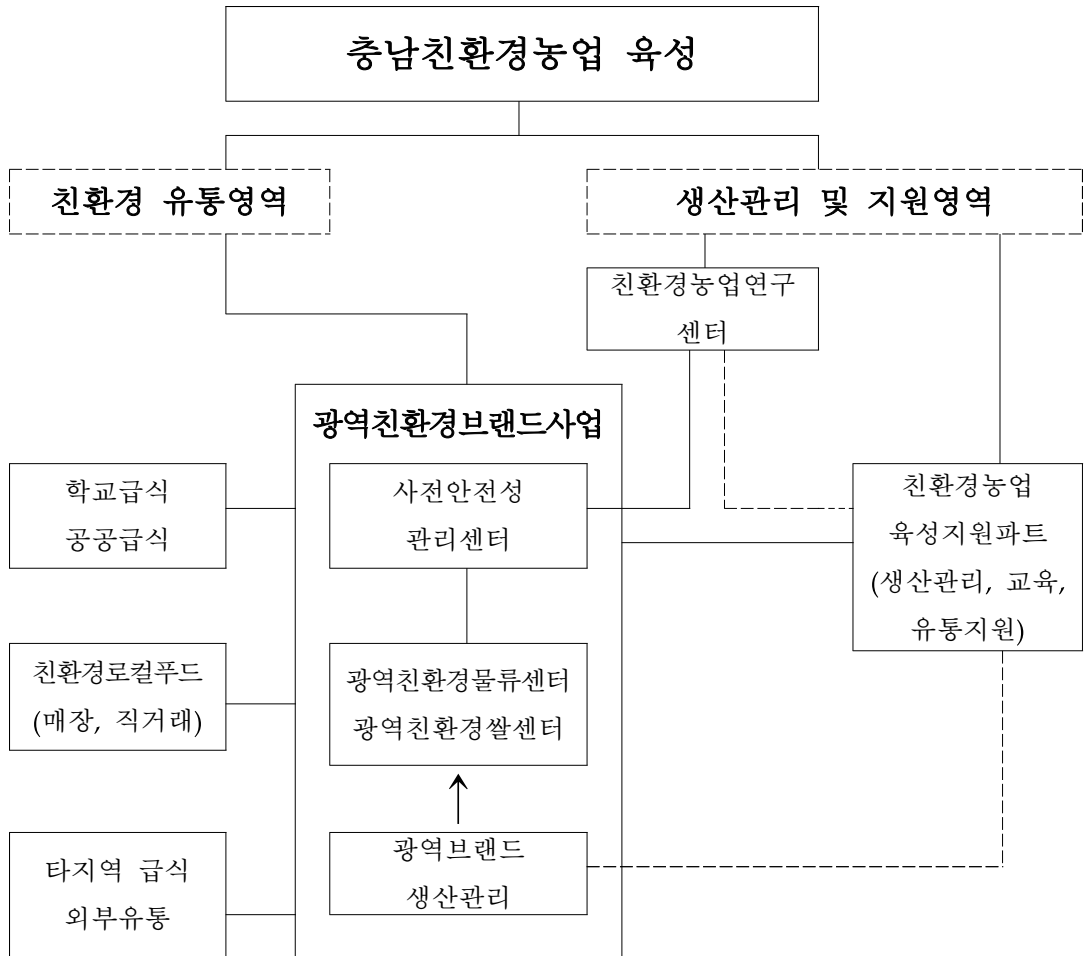 충남친환경농업 육성
친환경 유통영역
생산관리 및 지원영역
친환경농업연구
센터
광역친환경브랜드사업
학교급식
공공급식
사전안전성
관리센터
친환경농업
육성지원파트
(생산관리, 교육,
유통지원)
친환경로컬푸드
(매장, 직거래)
광역친환경물류센터
광역친환경쌀센터
타지역 급식
외부유통
광역브랜드
생산관리